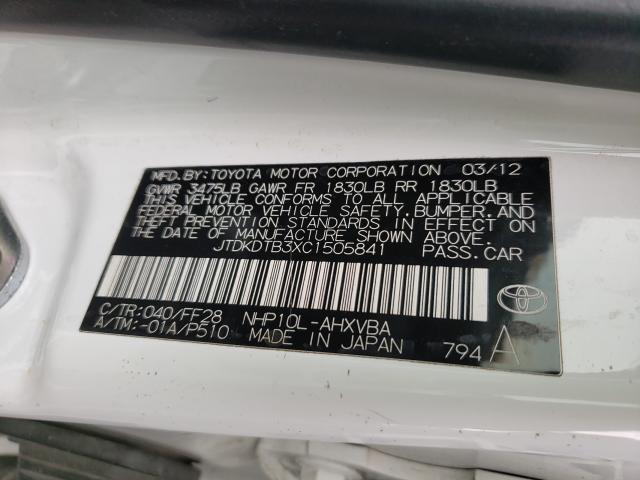 MFD. BY: TOYOTA MOTOR CORPORATION 03/12
GVWR 3475LB GAWR FR 1830LB RR 1830LB
THIS VEHICLE CONFORMS TO ALL APPLICABLE
FEDERAL MOTOR VEHICLE SAFETY, BUMPER, AND
THEFT PREVENTION STANDARDS IN EFFECT ON
THE DATE OF MANUFACTURE SHOWN ABOVE.
JTDKDTB3XC1505841 PASS. CAR
C/TR: 040/FF28 NHP10L-AHXVBA
A/TM: -01A/P510 MADE IN JAPAN 794 A